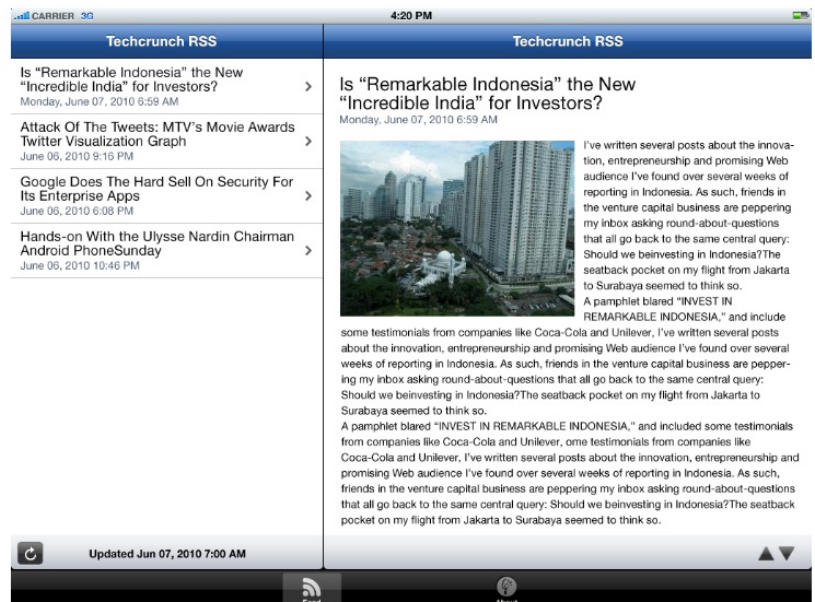 CARRIER 3G
4:20 PM
Techcrunch RSS
Is “Remarkable Indonesia” the New
“Incredible India” for Investors?
Monday, June 07, 2010 6:59 AM
Attack Of The Tweets: MTV's Movie Awards
Twitter Visualization Graph
June 06, 2010 9:16 PM
Google Does The Hard Sell On Security For
Its Enterprise Apps
June 06, 2010 6:08 PM
Hands-on With the Ulysse Nardin Chairman
Android PhoneSunday
June 06, 2010 10:46 PM
Updated Jun 07, 2010 7:00 AM
Techcrunch RSS
Is “Remarkable Indonesia” the New
“Incredible India” for Investors?
Monday, June 07, 2010 6:59 AM
I've written several posts about the innova-
tion, entrepreneurship and promising Web
audience I've found over several weeks of
reporting in Indonesia. As such, friends in
the venture capital business are peppering
my inbox asking round-about-questions
that all go back to the same central query:
Should we beinvesting in Indonesia?The
seatback pocket on my flight from Jakarta
to Surabaya seemed to think so.
A pamphlet blared “INVEST IN
REMARKABLE INDONESIA,” and include
some testimonials from companies like Coca-Cola and Unilever, I've written several posts
about the innovation, entrepreneurship and promising Web audience I've found over several
weeks of reporting in Indonesia. As such, friends in the venture capital business are pepper-
ing my inbox asking round-about-questions that all go back to the same central query:
Should we beinvesting in Indonesia?The seatback pocket on my flight from Jakarta to
Surabaya seemed to think so.
A pamphlet blared “INVEST IN REMARKABLE INDONESIA,” and included some testimonials
from companies like Coca-Cola and Unilever, ome testimonials from companies like
Coca-Cola and Unilever, I've written several posts about the innovation, entrepreneurship and
promising Web audience I've found over several weeks of reporting in Indonesia. As such,
friends in the venture capital business are peppering my inbox asking round-about-questions
that all go back to the same central query: Should we beinvesting in Indonesia?The seatback
pocket on my flight from Jakarta to Surabaya seemed to think so.
Feed
About